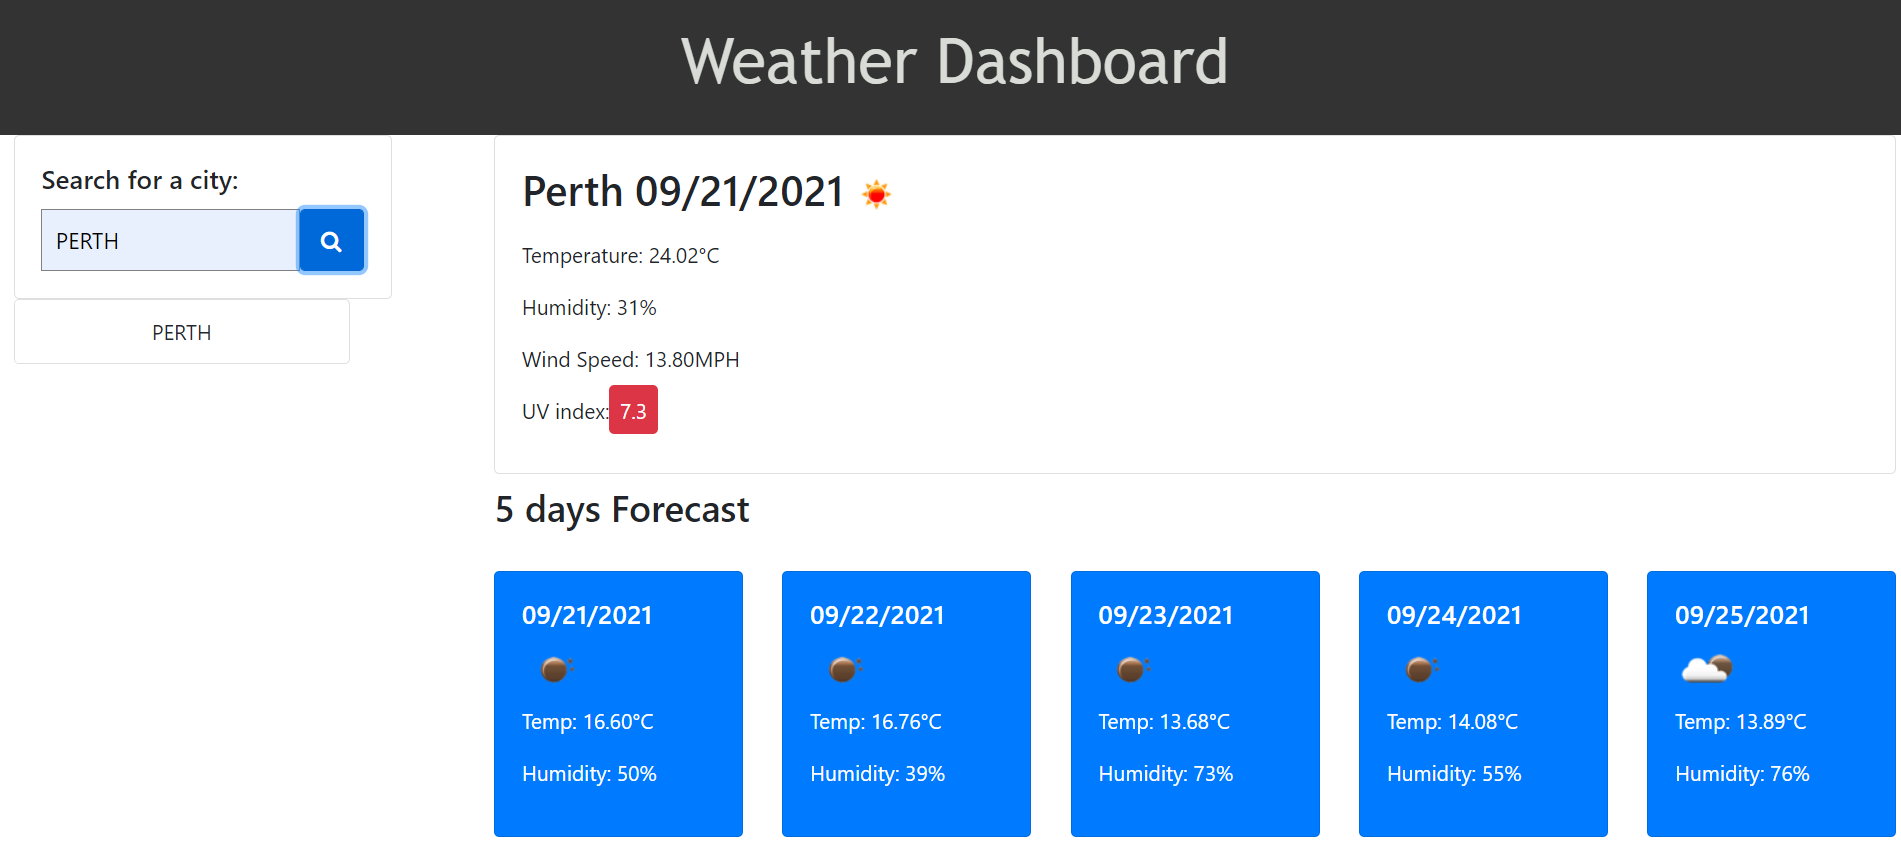 Weather Dashboard
Search for a city:
PERTH
PERTH
Perth 09/21/2021
Temperature: 24.02°C
Humidity: 31%
Wind Speed: 13.80MPH
UV index: 7.3
5 days Forecast
09/21/2021
Temp: 16.60°C
Humidity: 50%
09/22/2021
Temp: 16.76°C
Humidity: 39%
09/23/2021
Temp: 13.68°C
Humidity: 73%
09/24/2021
Temp: 14.08°C
Humidity: 55%
09/25/2021
Temp: 13.89°C
Humidity: 76%